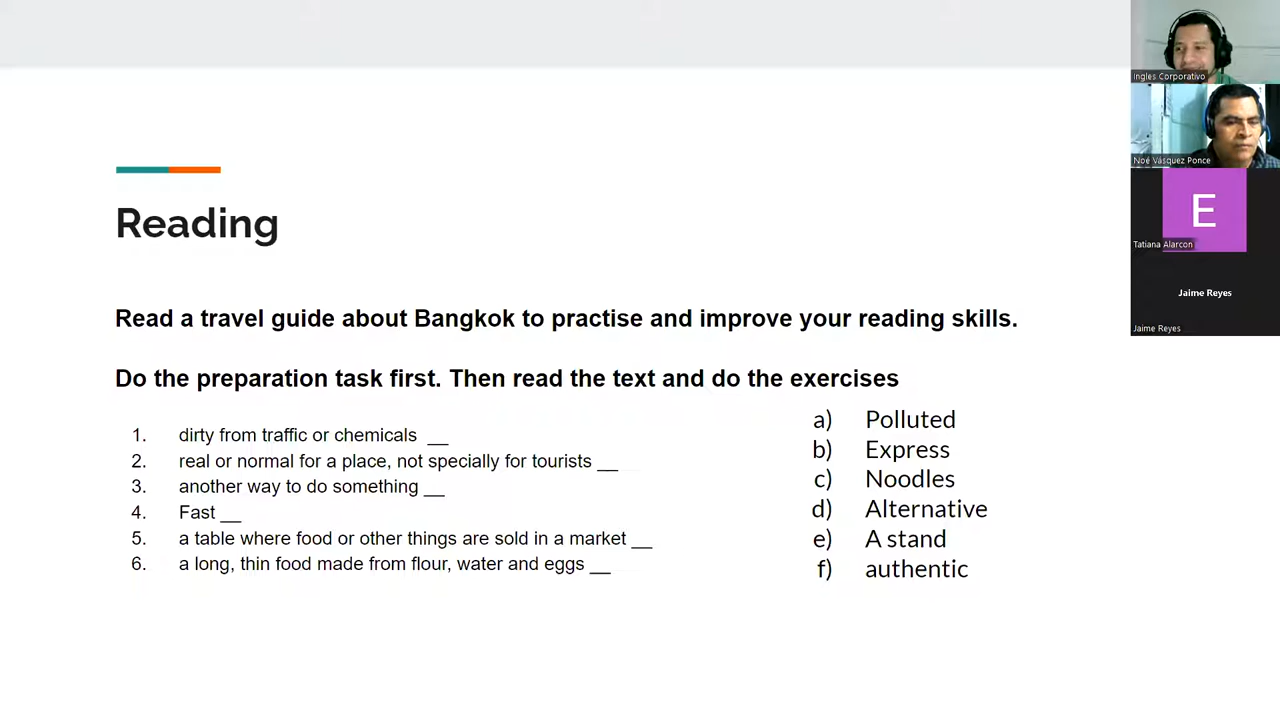 Reading
Read a travel guide about Bangkok to practise and improve your reading skills.
Do the preparation task first. Then read the text and do the exercises
1. dirty from traffic or chemicals __
2. real or normal for a place, not specially for tourists __
3. another way to do something __
4. Fast __
5. a table where food or other things are sold in a market __
6. a long, thin food made from flour, water and eggs __
a) Polluted
b) Express
c) Noodles
d) Alternative
e) A stand
f) authentic
Ingles Corporativo
Noé Vásquez Ponce
E
Tatiana Alarcon
Jaime Reyes
Jaime Reyes